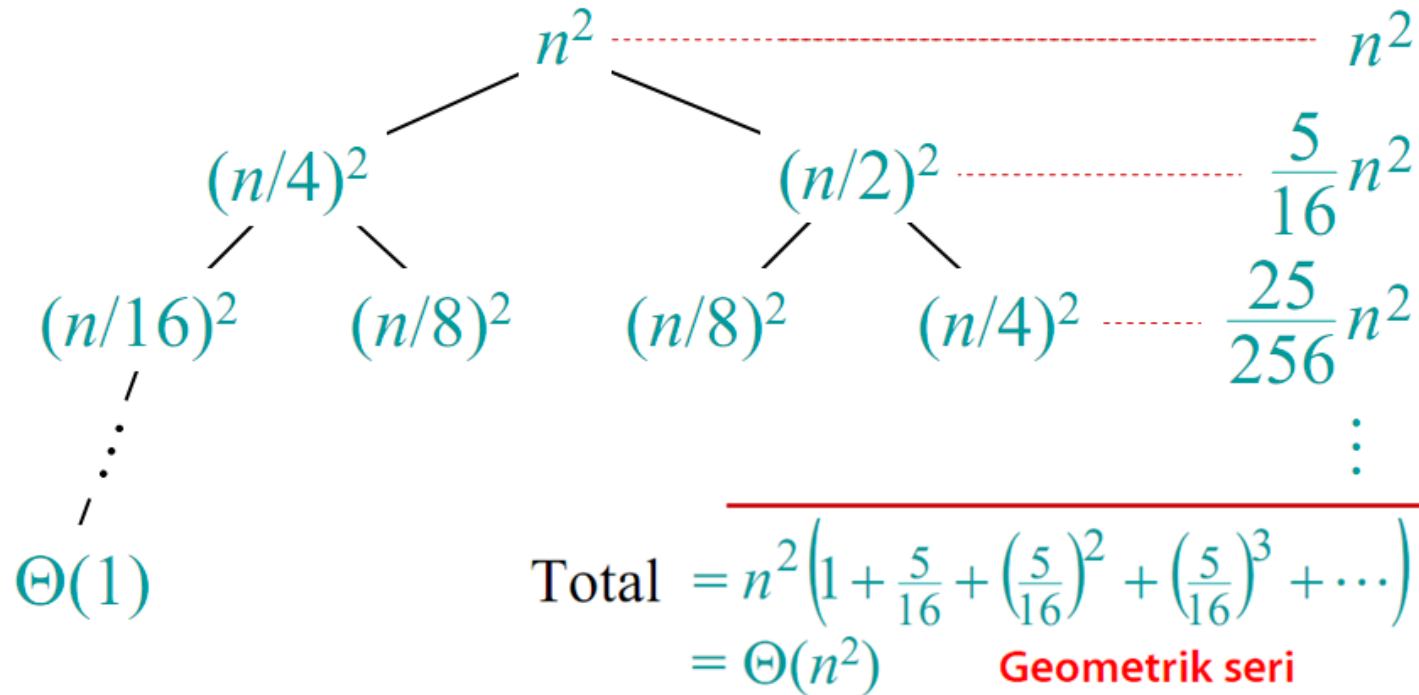 n² n²
(n/4)² (n/2)² 5/16 n²
(n/16)² (n/8)² (n/8)² (n/4)² 25/256 n²
⋮
Θ(1) Total = n²(1 + 5/16 + (5/16)² + (5/16)³ + ⋯)
= Θ(n²) Geometrik seri